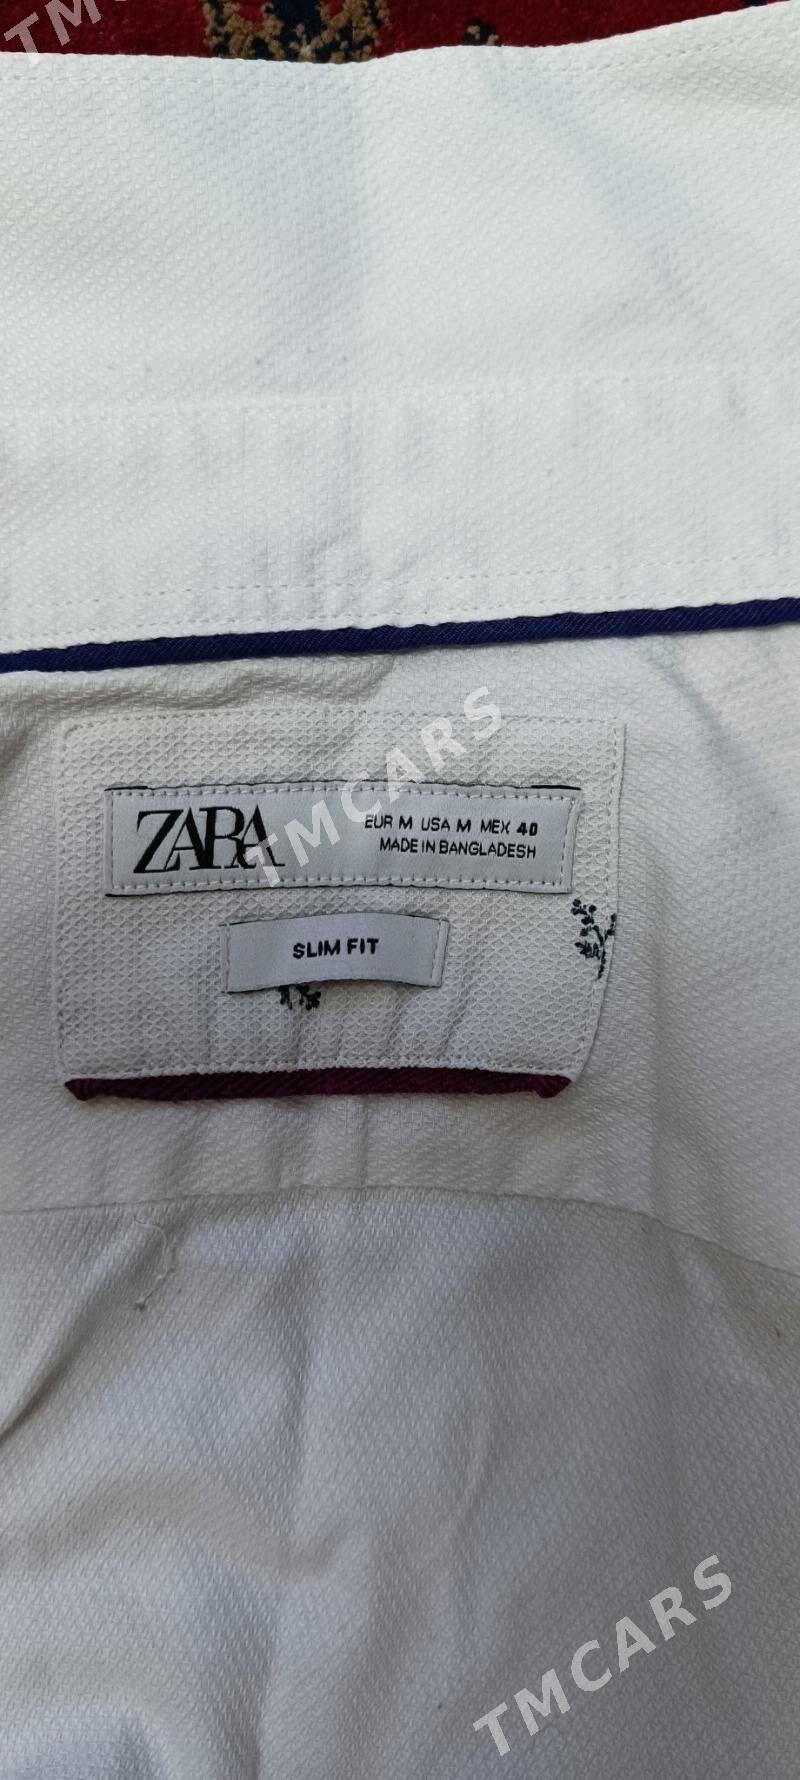 TMCARS
ZARA
EUR M USA M MEX 40
MADE IN BANGLADESH
SLIM FIT
TMCARS